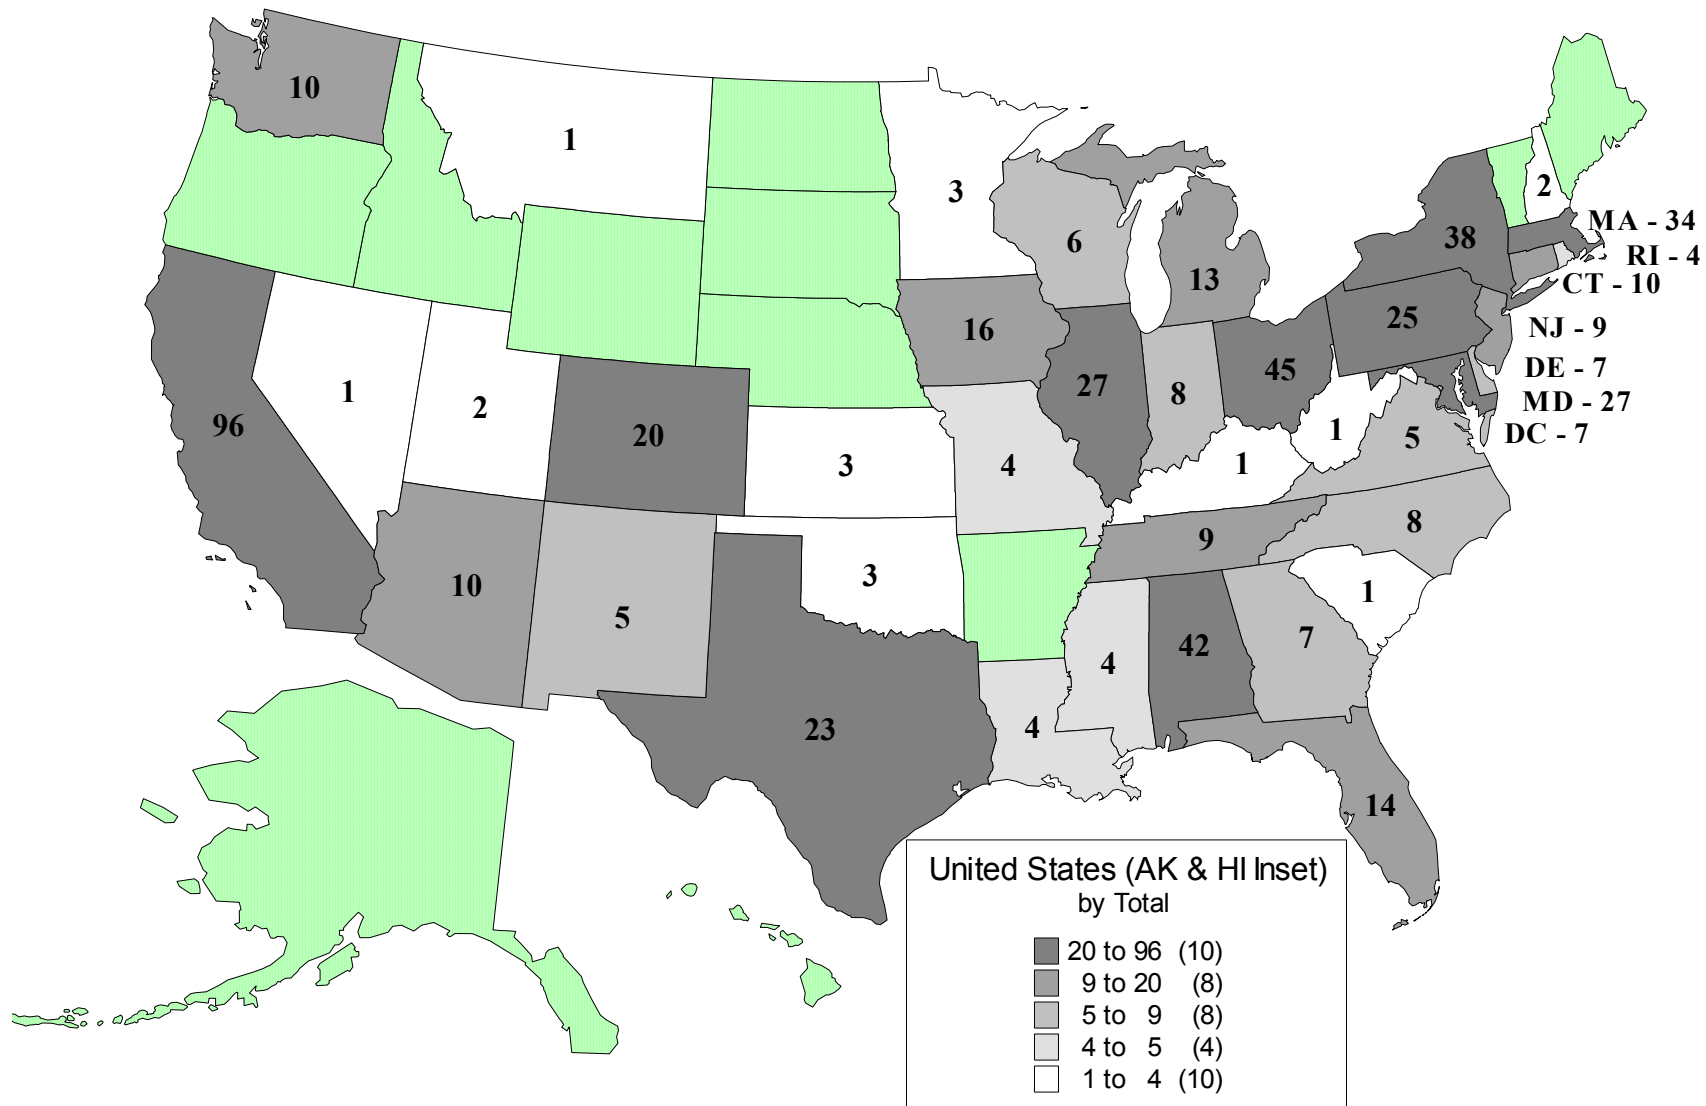 10
1
3
2
MA - 34
38
RI - 4
6
13
CT - 10
16
25
NJ - 9
1
2
96
20
27
8
45
DE - 7
MD - 27
DC - 7
3
4
1
1
5
8
9
10
5
3
1
42
7
4
4
23
14
United States (AK & HI Inset)
by Total
20 to 96 (10)
9 to 20 (8)
5 to 9 (8)
4 to 5 (4)
1 to 4 (10)